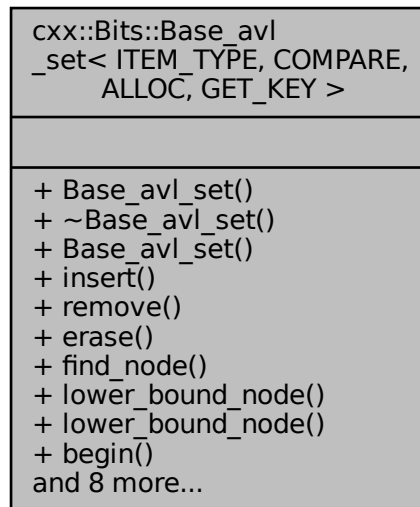 cxx::Bits::Base_avl
_set< ITEM_TYPE, COMPARE,
ALLOC, GET_KEY >
+ Base_avl_set()
+ ~Base_avl_set()
+ Base_avl_set()
+ insert()
+ remove()
+ erase()
+ find_node()
+ lower_bound_node()
+ lower_bound_node()
+ begin()
and 8 more...